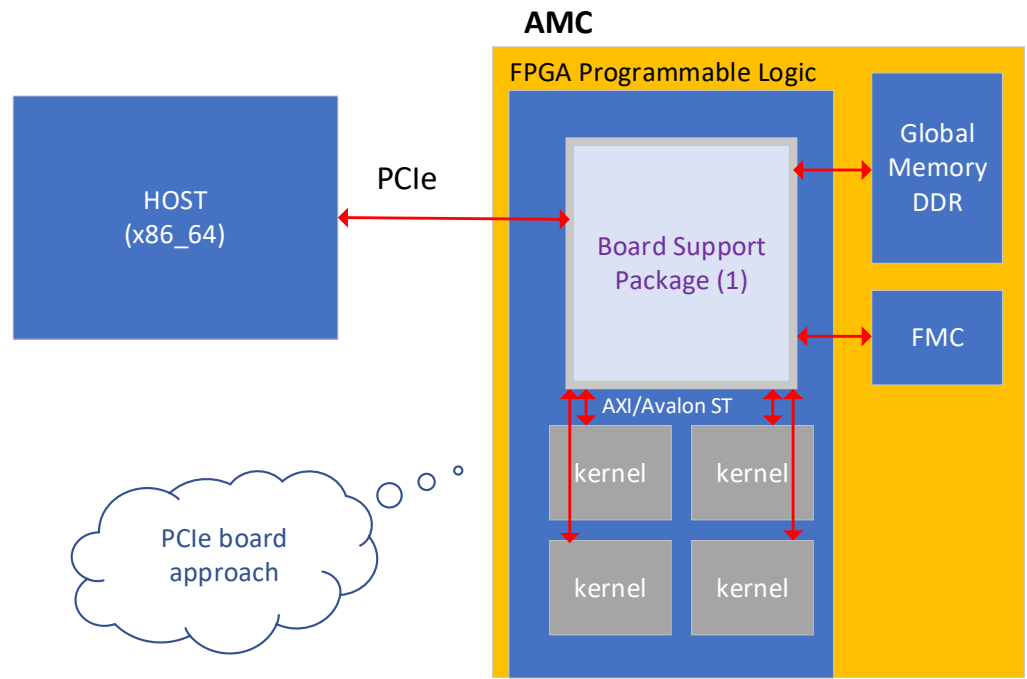 AMC
FPGA Programmable Logic
HOST
(x86_64)
PCIe
Board Support
Package (1)
Global
Memory
DDR
FMC
AXI/Avalon ST
kernel
kernel
kernel
kernel
PCIe board
approach